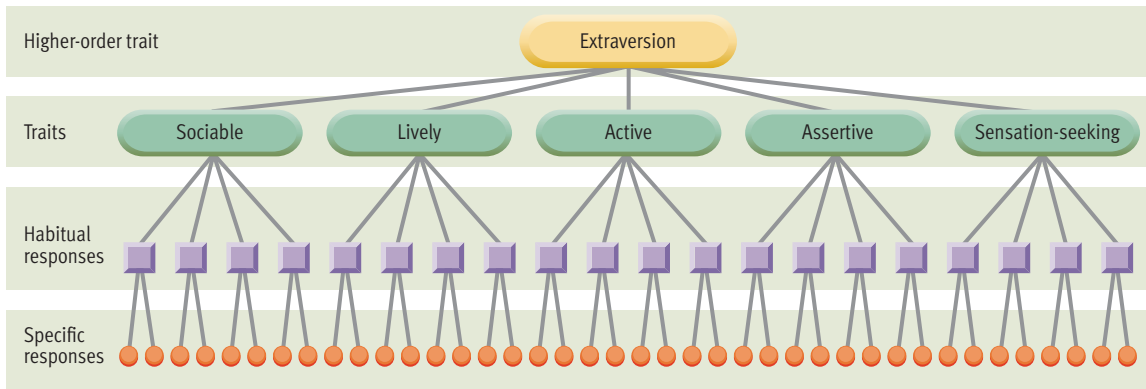 Higher-order trait
Extraversion
Traits
Sociable
Lively
Active
Assertive
Sensation-seeking
Habitual
responses
Specific
responses